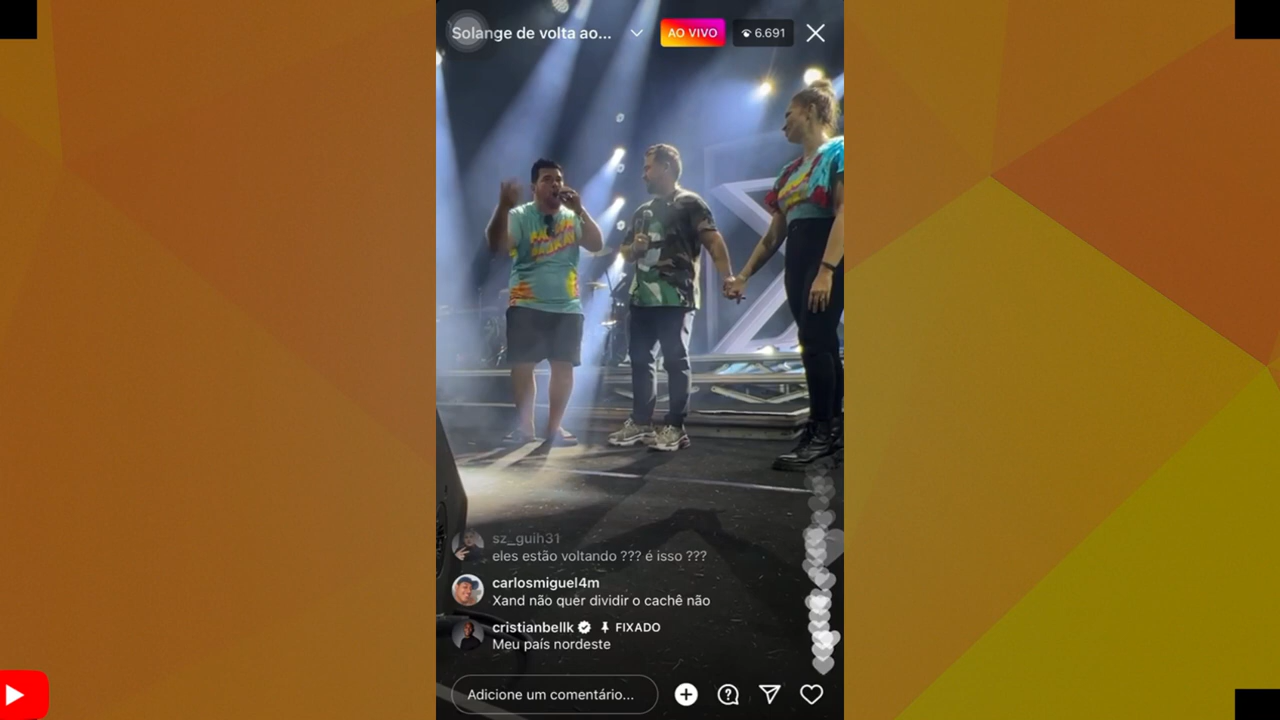 Solange de volta ao...
AO VIVO
6.691
sz_guih31
eles estão voltando ??? é isso ???
carlosmiguel4m
Xand não quer dividir o cachê não
cristianbellk FIXADO
Meu país nordeste
Adicione um comentário...